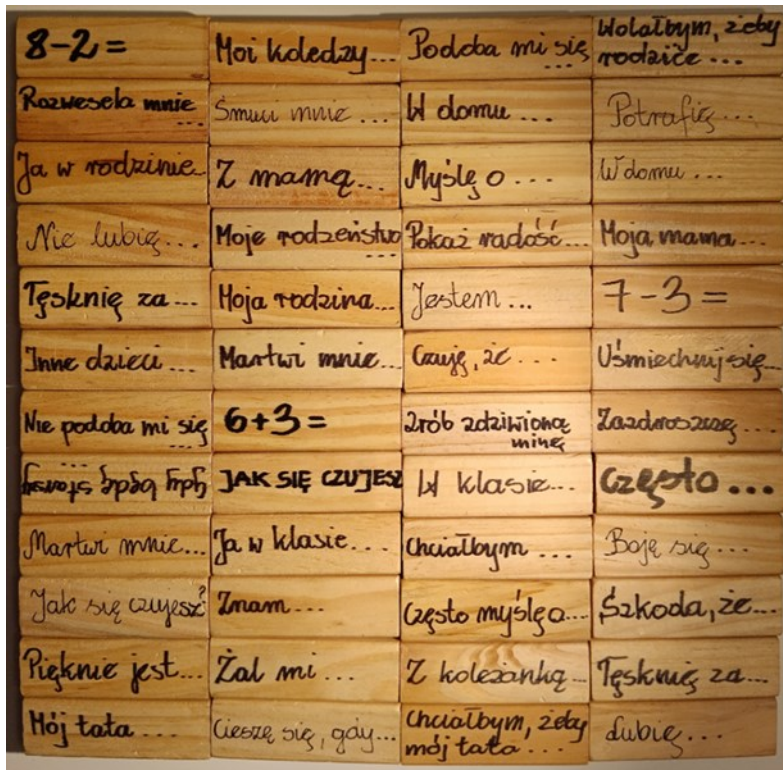 8-2=
Moi koledzy...
Podoba mi się
...
Wolałbym, żeby
rodzice ...
Rozwesela mnie
...
Smuci mnie ...
W domu ...
Potrafię...
Ja w rodzinie...
Z mamą...
Myślę o ...
W domu ...
Nie lubię...
Moje rodzeństwo
...
Pokaż radość...
Moja mama...
Tęsknię za...
Moja rodzina...
Jestem ...
7-3=
Inne dzieci ...
Martwi mnie...
Czuję, że ...
Uśmiechnij się...
Nie podoba mi się
...
6+3=
Zrób zdziwioną
minę
Zazdroszczę...
Gdy będę starszy
...
JAK SIĘ CZUJESZ
W klasie...
Często...
Martwi mnie...
Ja w klasie...
Chciałbym ...
Boję się...
Jak się czujesz?
Znam...
Często myślę o...
Szkoda, że...
Pięknie jest...
Żal mi ...
Z koleżanką...
Tęsknię za...
Mój tata ...
Cieszę się, gdy...
Chciałbym, żeby
mój tata ...
Lubię...